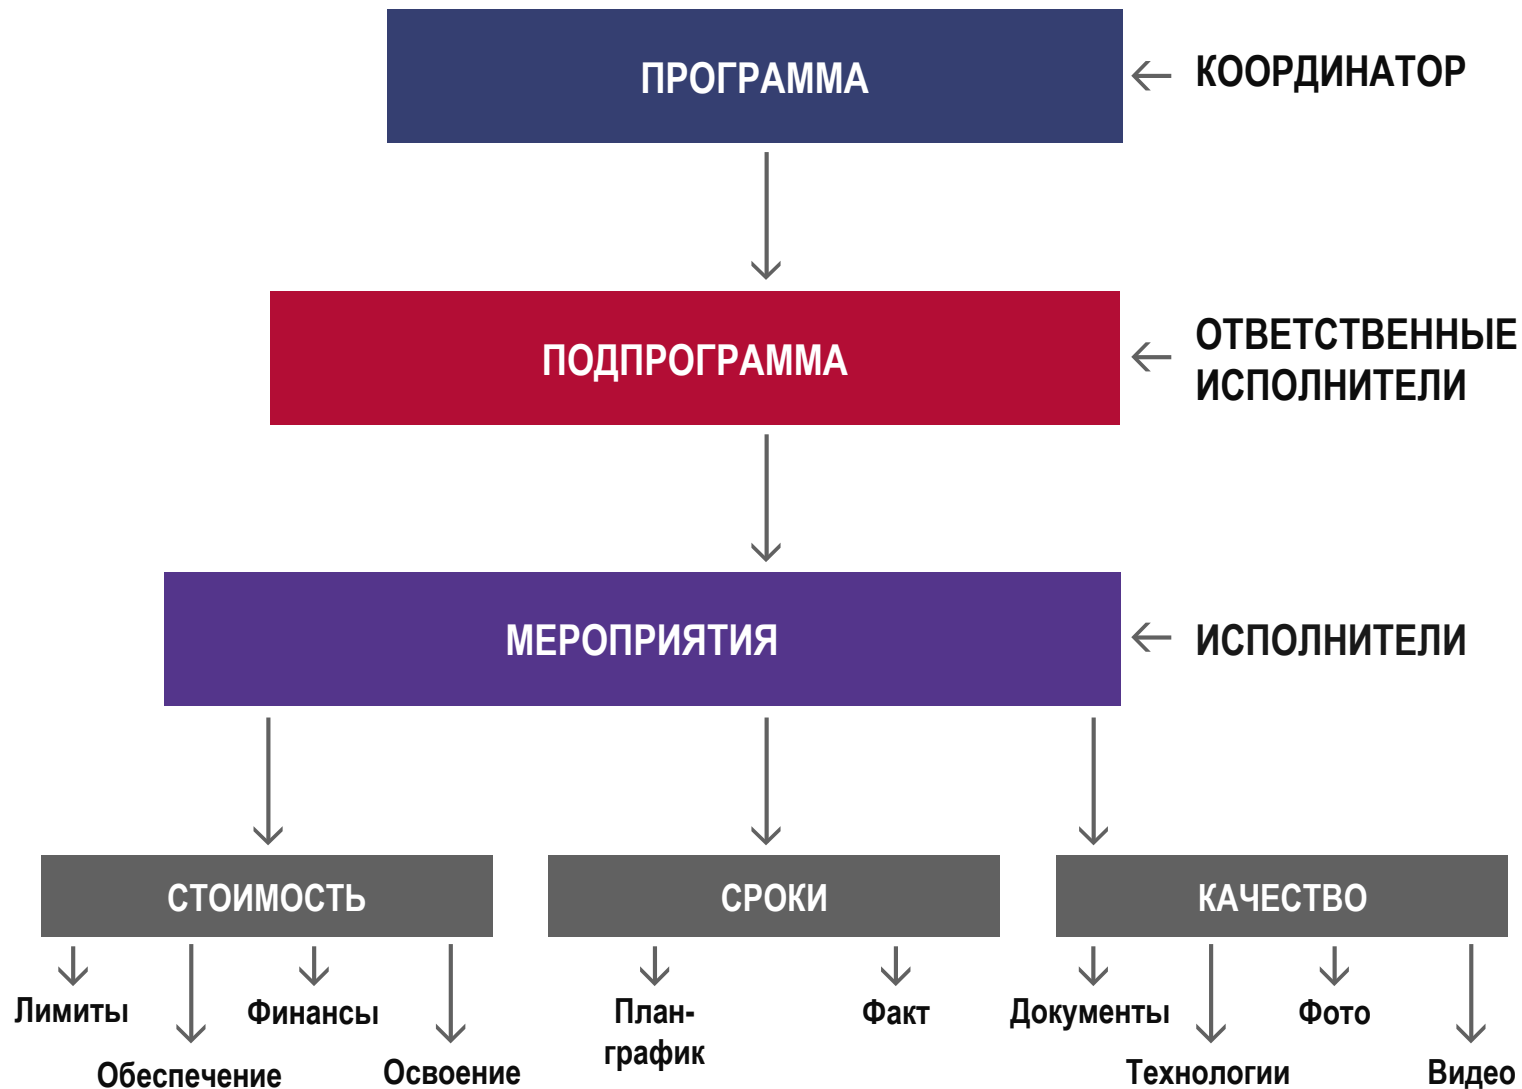 ПРОГРАММА
КООРДИНАТОР
ПОДПРОГРАММА
ОТВЕТСТВЕННЫЕ
ИСПОЛНИТЕЛИ
МЕРОПРИЯТИЯ
ИСПОЛНИТЕЛИ
СТОИМОСТЬ
СРОКИ
КАЧЕСТВО
Лимиты
Обеспечение
Финансы
Освоение
План-
график
Факт
Документы
Технологии
Фото
Видео